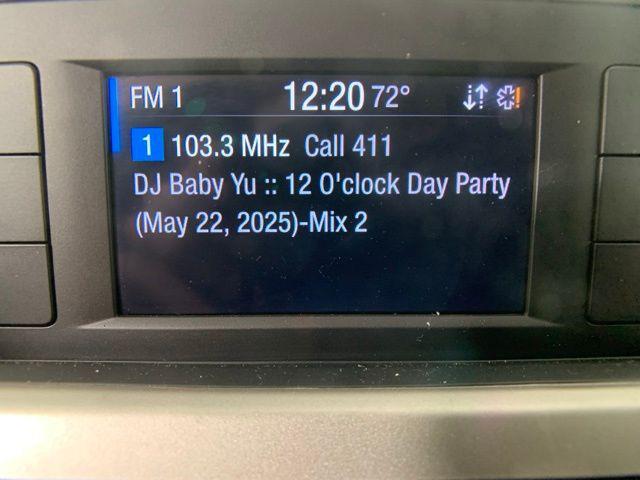 FM 1 12:20 72°
1 103.3 MHz Call 411
DJ Baby Yu :: 12 O'clock Day Party
(May 22, 2025)-Mix 2